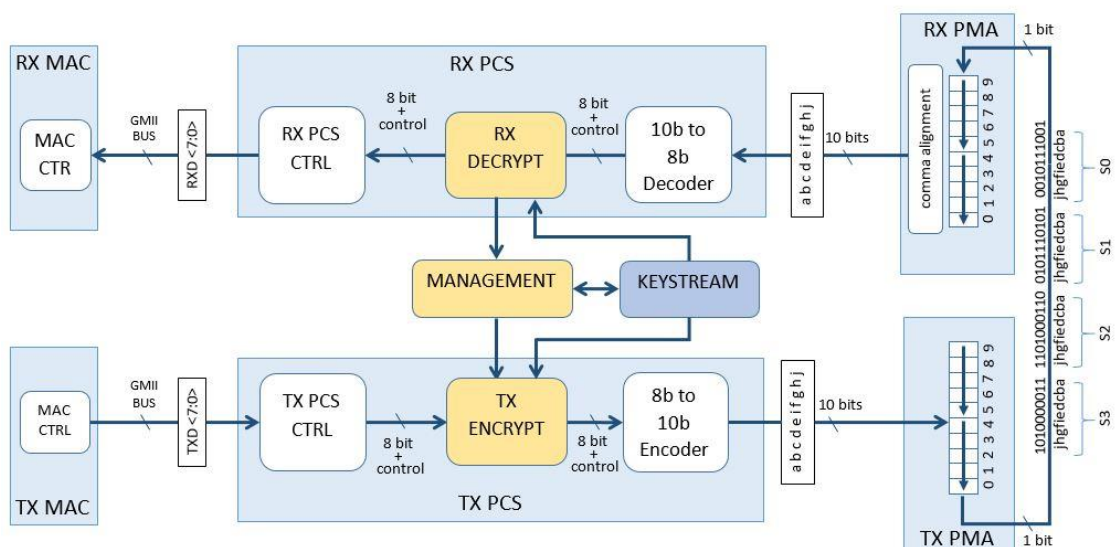 RX MAC
MAC
CTR
GMII
BUS
RXD <7:0>
RX PCS
RX PCS
CTRL
8 bit
+
control
RX
DECRYPT
8 bit
+
control
10b to
8b
Decoder
a b c d e i f g h j
10 bits
RX PMA
comma alignment
0 1 2 3 4 5 6 7 8 9
1 bit
0010111001
jhgfiedcba
S0
0101110101
jhgfiedcba
S1
1101000110
jhgfiedcba
S2
1010000011
jhgfiedcba
S3
MANAGEMENT
KEYSTREAM
MAC
CTRL
TX MAC
GMII
BUS
TXD <7:0>
TX PCS
CTRL
8 bit
+
control
TX
ENCRYPT
8 bit
+
control
8b to
10b
Encoder
TX PCS
a b c d e i f g h j
10 bits
0 1 2 3 4 5 6 7 8 9
TX PMA
1 bit